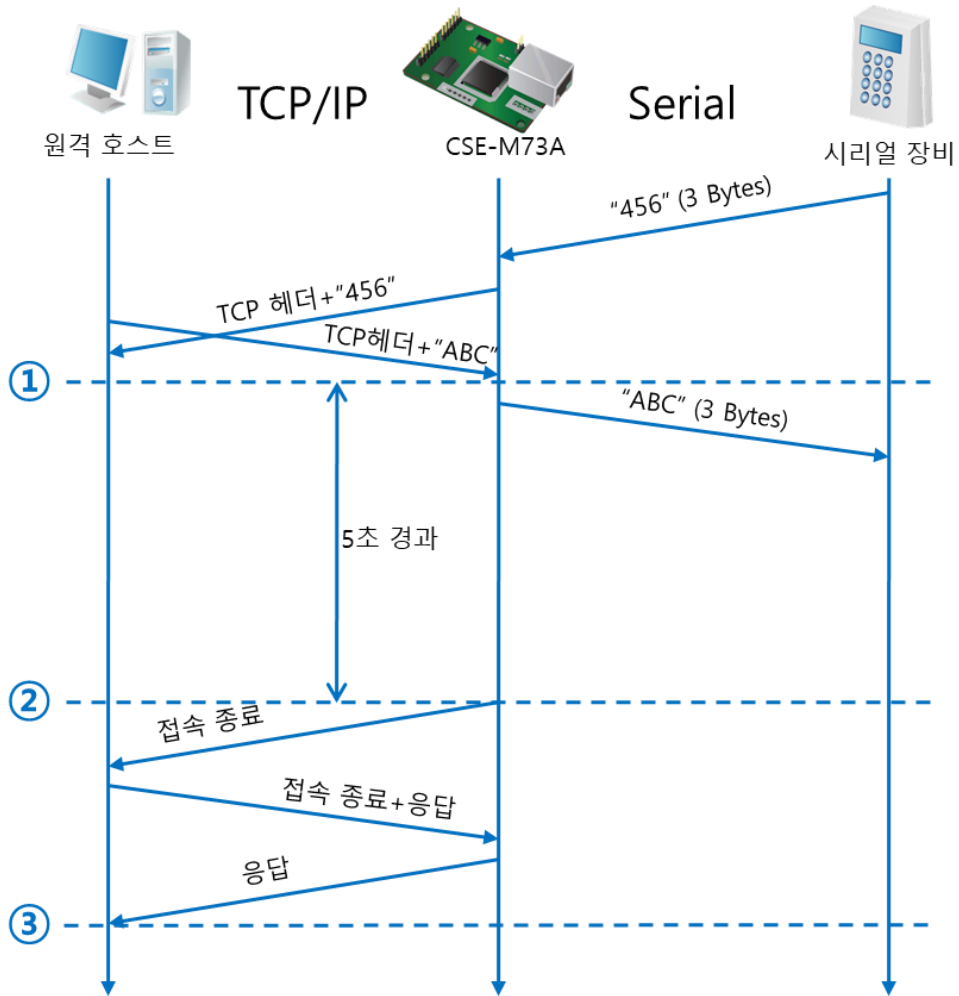 TCP/IP
Serial
원격 호스트
CSE-M73A
시리얼 장비
"456" (3 Bytes)
TCP 헤더+"456"
TCP헤더+"ABC"
①
"ABC" (3 Bytes)
5초 경과
②
접속 종료
접속 종료+응답
응답
③